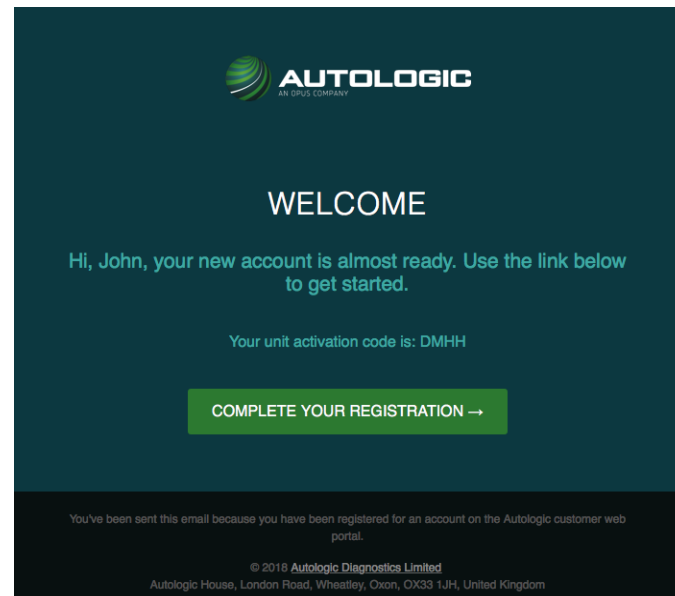 AUTOLOGIC
AN OPUS COMPANY
WELCOME
Hi, John, your new account is almost ready. Use the link below
to get started.
Your unit activation code is: DMHH
COMPLETE YOUR REGISTRATION →
You've been sent this email because you have been registered for an account on the Autologic customer web
portal.
© 2018 Autologic Diagnostics Limited
Autologic House, London Road, Wheatley, Oxon, OX33 1JH, United Kingdom